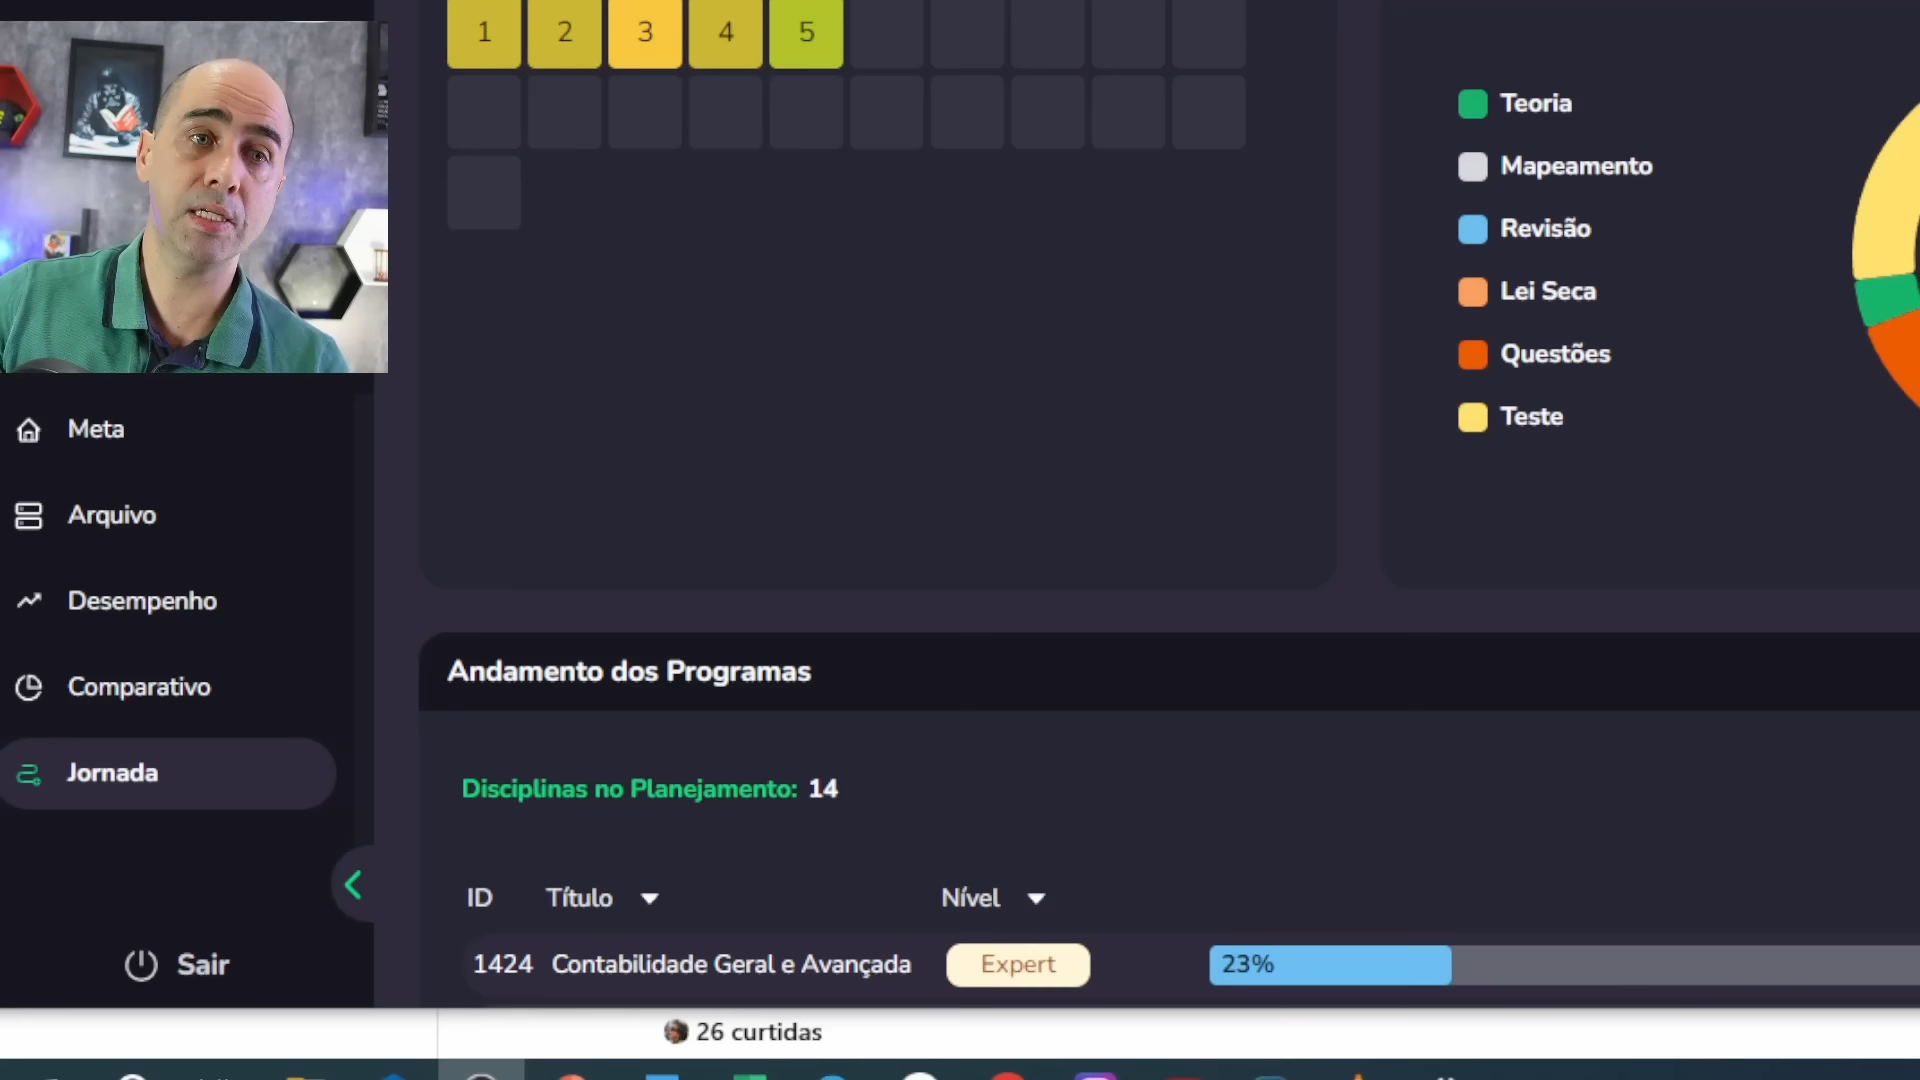 1 2 3 4 5
Teoria
Mapeamento
Revisão
Lei Seca
Questões
Teste
Meta
Arquivo
Desempenho
Comparativo
Jornada
Sair
Andamento dos Programas
Disciplinas no Planejamento: 14
ID Título Nível
1424 Contabilidade Geral e Avançada Expert 23%
26 curtidas